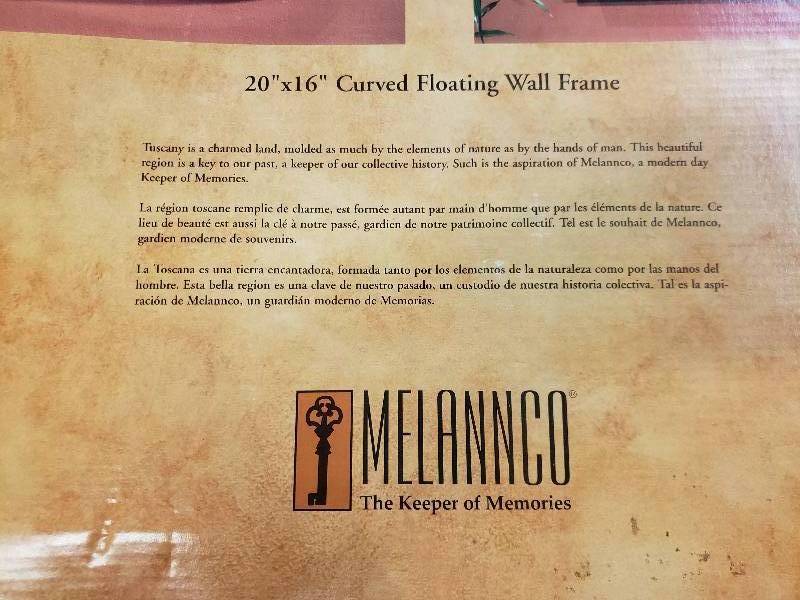 20"x16" Curved Floating Wall Frame
Tuscany is a charmed land, molded as much by the elements of nature as by the hands of man. This beautiful
region is a key to our past, a keeper of our collective history. Such is the aspiration of Melannco, a modern day
Keeper of Memories.
La région toscane remplie de charme, est formée autant par main d'homme que par les éléments de la nature. Ce
lieu de beauté est aussi la clé à notre passé, gardien de notre patrimoine collectif. Tel est le souhait de Melannco,
gardien moderne de souvenirs.
La Toscana es una tierra encantadora, formada tanto por los elementos de la naturaleza como por las manos del
hombre. Esta bella region es una clave de nuestro pasado, un custodio de nuestra historia colectiva. Tal es la aspi-
ración de Melannco, un guardián moderno de Memorias.
MELANNCO®
The Keeper of Memories